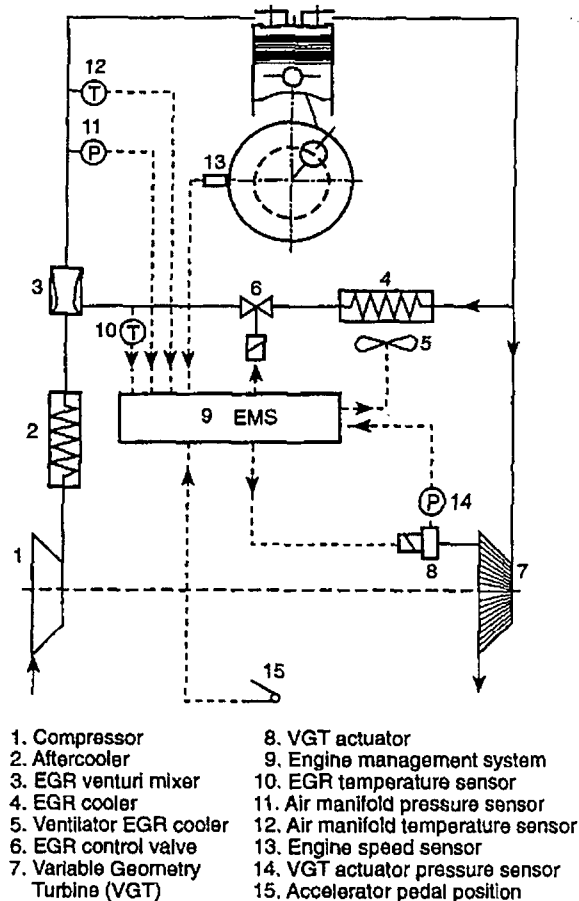 12
T
11
P
13
3
6
4
10
T
5
9 EMS
2
P
14
1
8
7
15
1. Compressor
2. Aftercooler
3. EGR venturi mixer
4. EGR cooler
5. Ventilator EGR cooler
6. EGR control valve
7. Variable Geometry
Turbine (VGT)
8. VGT actuator
9. Engine management system
10. EGR temperature sensor
11. Air manifold pressure sensor
12. Air manifold temperature sensor
13. Engine speed sensor
14. VGT actuator pressure sensor
15. Accelerator pedal position